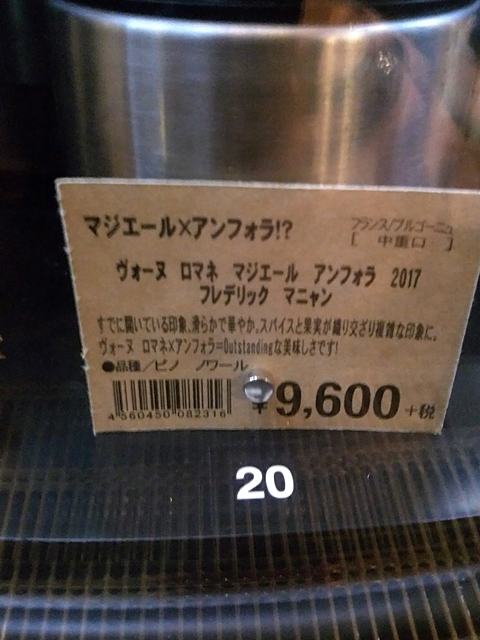 マジエール×アンフォラ!?
フランス/ブルゴーニュ
[ 中重口 ]
ヴォーヌ ロマネ マジエール アンフォラ 2017
フレデリック マニャン
すでに開いている印象。滑らかで華やか。スパイスと果実が織り交ざり複雑な印象に。
ヴォーヌ ロマネ×アンフォラ=Outstandingな美味しさです!
●品種/ピノ ノワール
4 560450 082316
¥9,600+税
20